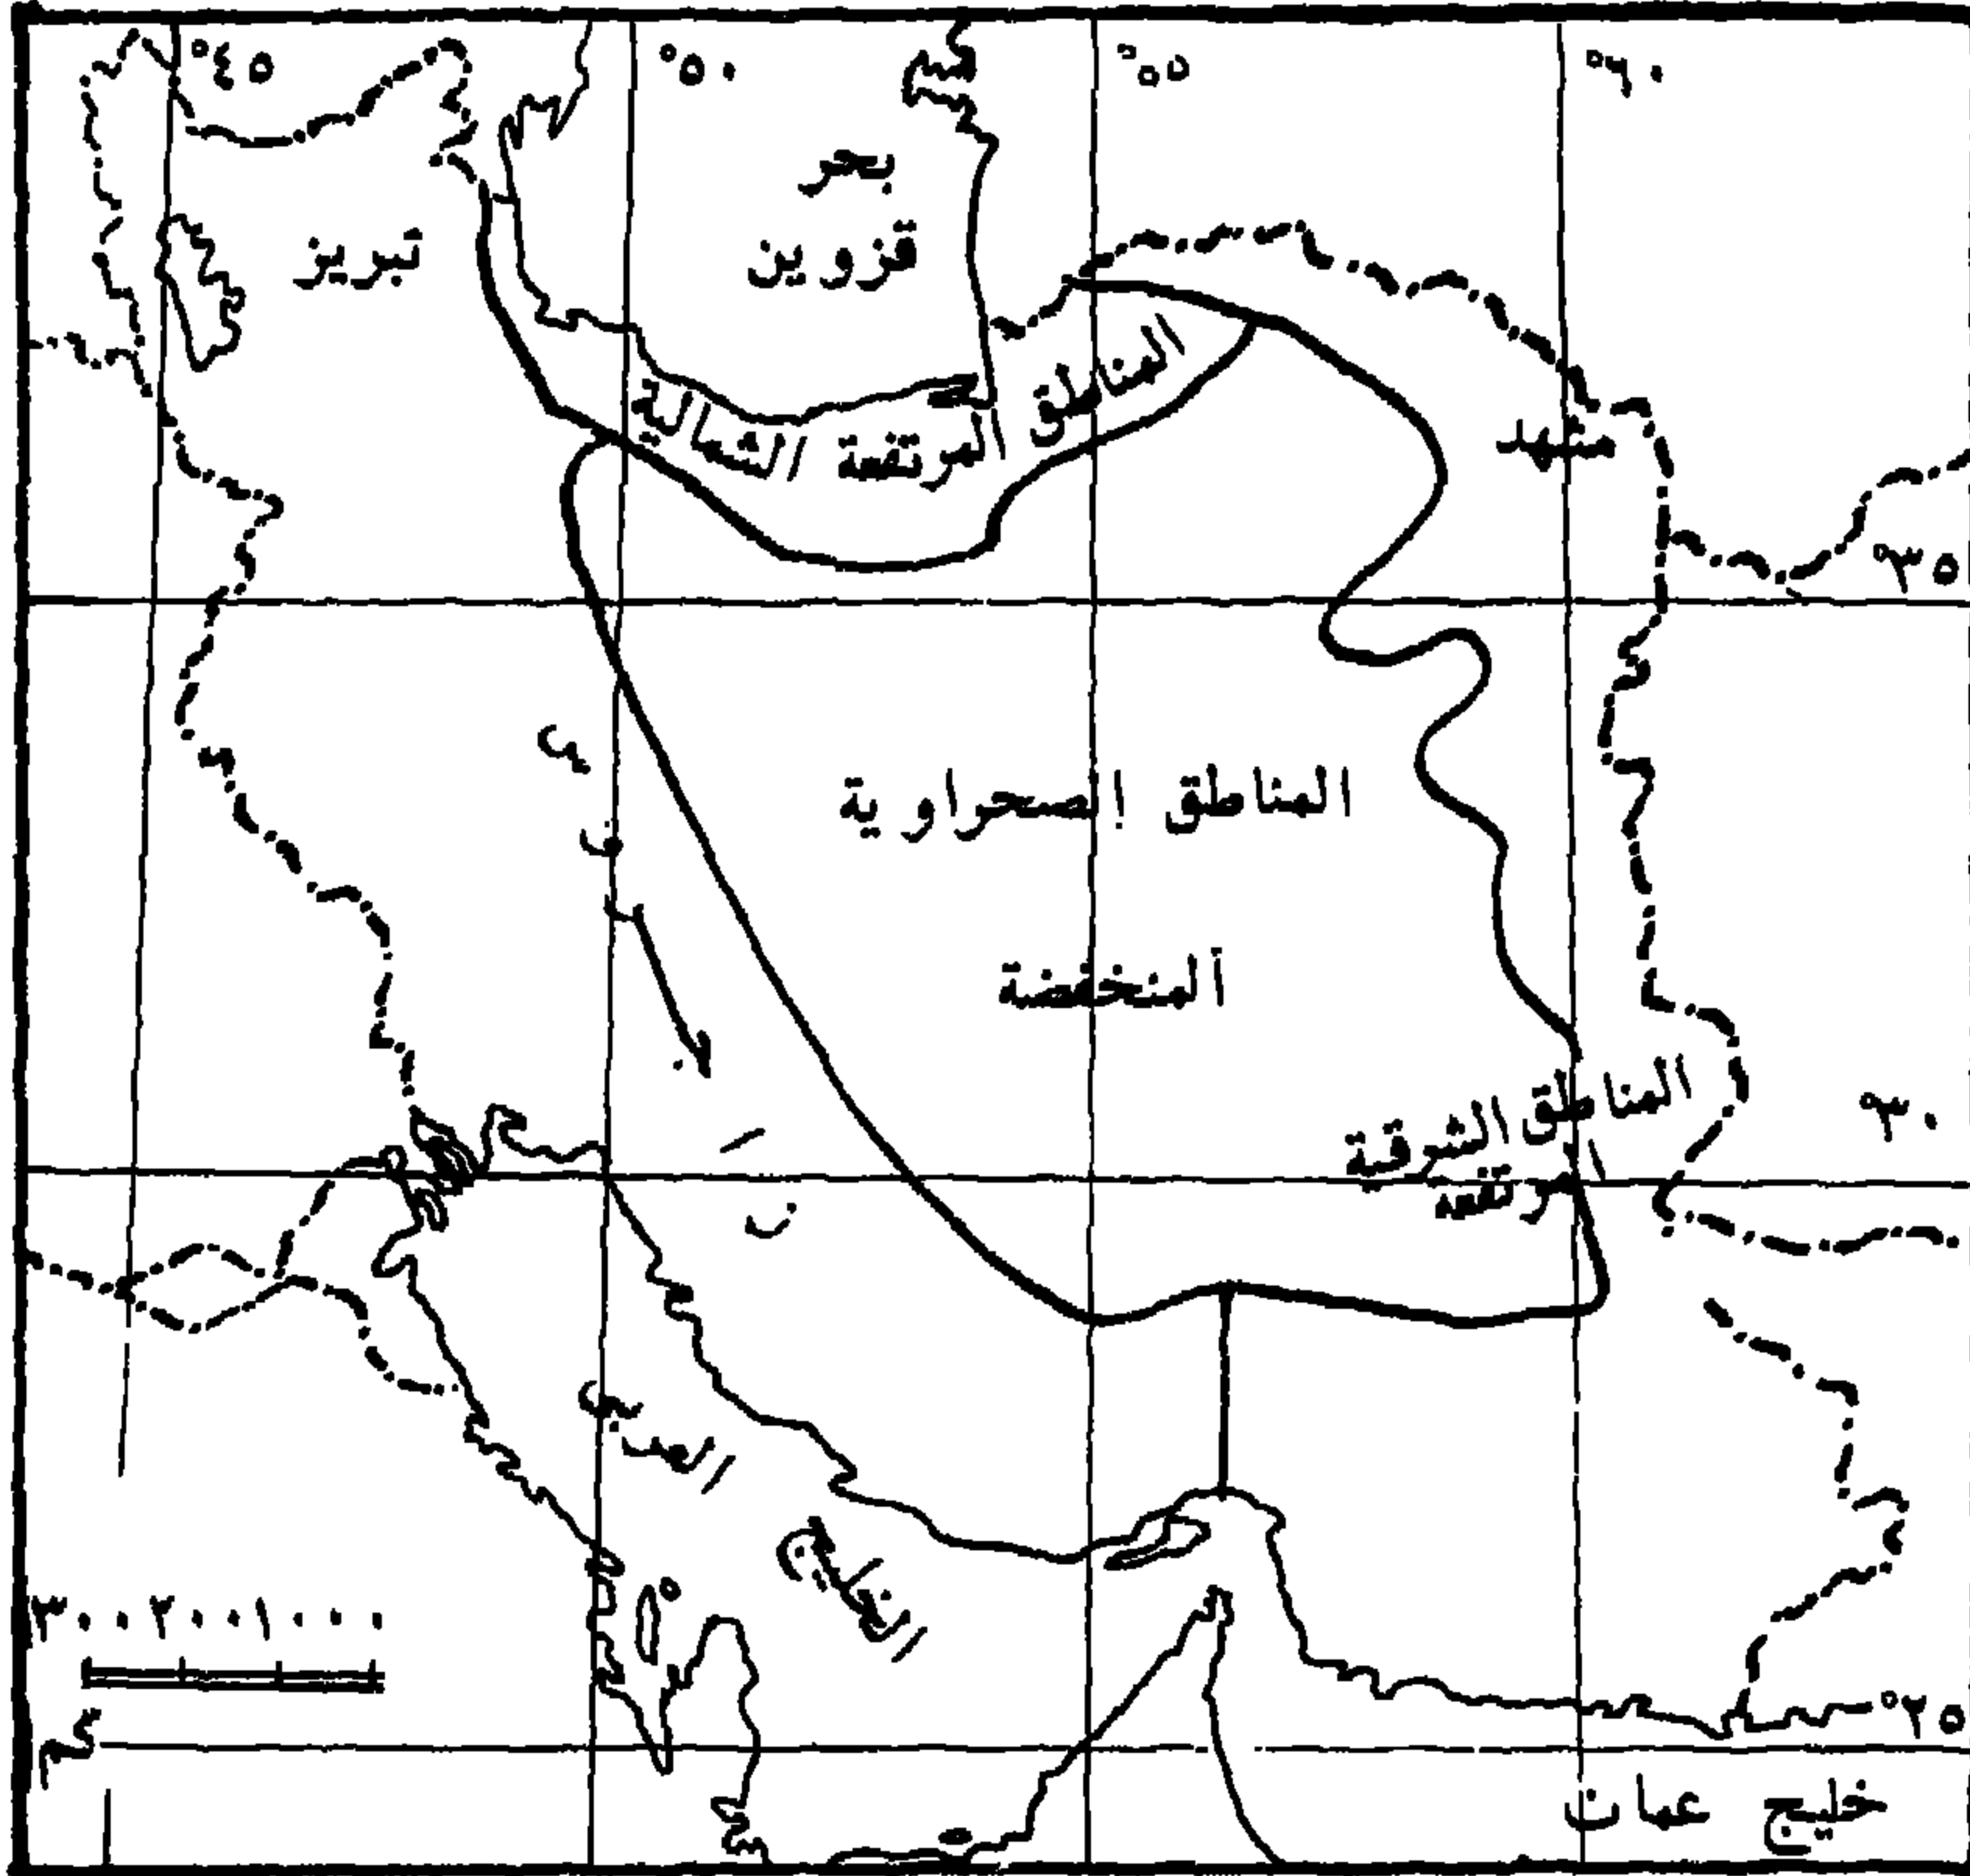 °٤٥
°٥٠
°٥٥
°٦٠
بحر
قزوين
تبريز
المناطق
المرتفعة الشمالية
مشهد
°٣٥
المناطق الصحراوية
المنخفضة
المناطق الشرقية
°٣٠
الخليج العربي
٣٠٠ ٢٠٠ ١٠٠ ٠
كم
°٢٥
خليج عمان